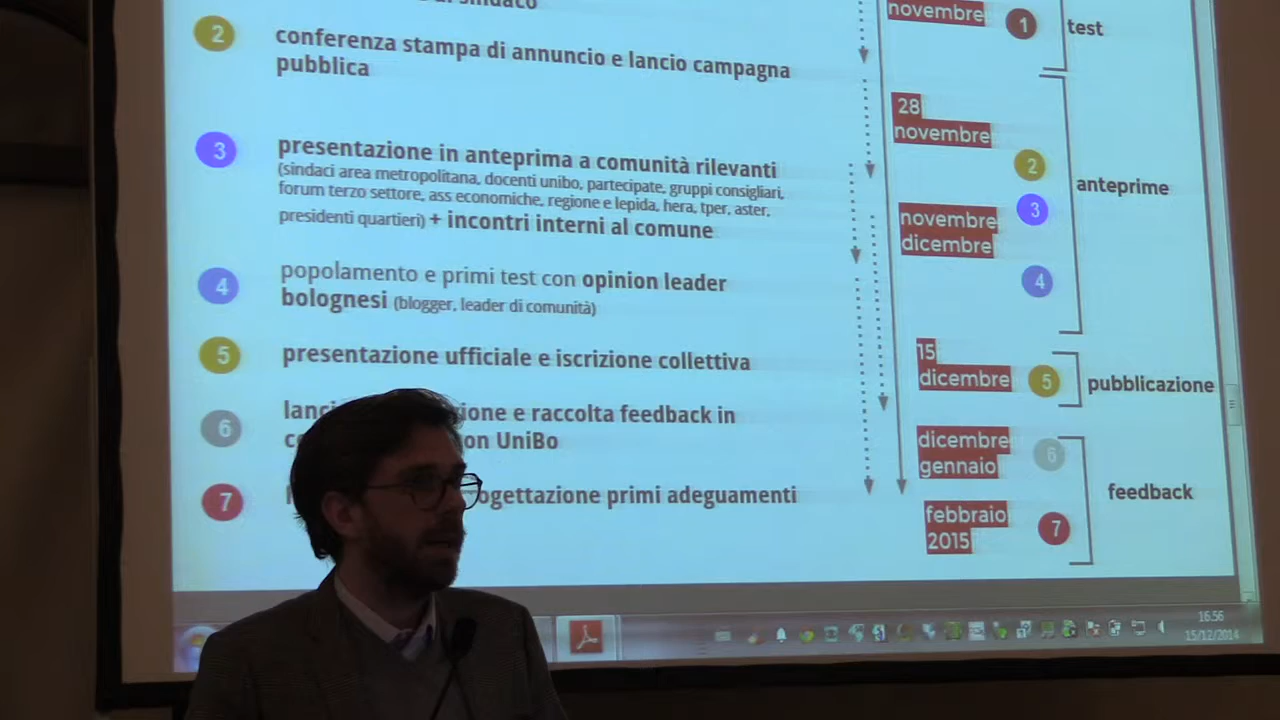 sindaco
2
conferenza stampa di annuncio e lancio campagna
pubblica
3
presentazione in anteprima a comunità rilevanti
(sindaci area metropolitana, docenti unibo, partecipate, gruppi consigliari,
forum terzo settore, ass economiche, regione e lepida, hera, tper, aster,
presidenti quartieri) + incontri interni al comune
4
popolamento e primi test con opinion leader
bolognesi (blogger, leader di comunità)
5
presentazione ufficiale e iscrizione collettiva
6
e raccolta feedback in
UniBo
7
primi adeguamenti
novembre
1
test
28
novembre
2
anteprime
3
novembre
dicembre
4
15
dicembre
5
pubblicazione
dicembre
gennaio
6
feedback
febbraio
2015
7
16.56
15/12/2014